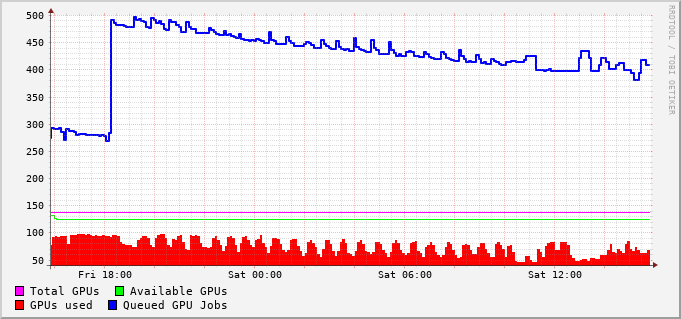 500
450
400
350
300
250
200
150
100
50
Fri 18:00 Sat 00:00 Sat 06:00 Sat 12:00
Total GPUs Available GPUs
GPUs used Queued GPU Jobs
RRDTOOL / TOBI OETIKER